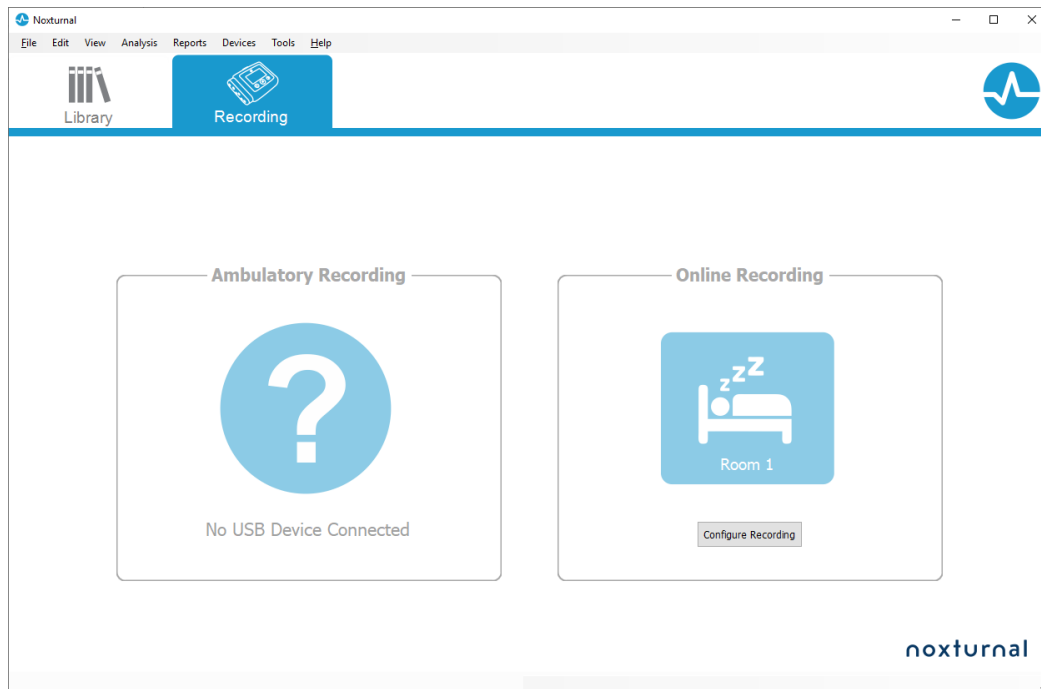 Noxturnal
File Edit View Analysis Reports Devices Tools Help
Library
Recording
Ambulatory Recording
?
No USB Device Connected
Online Recording
zzz
Room 1
Configure Recording
noxturnal